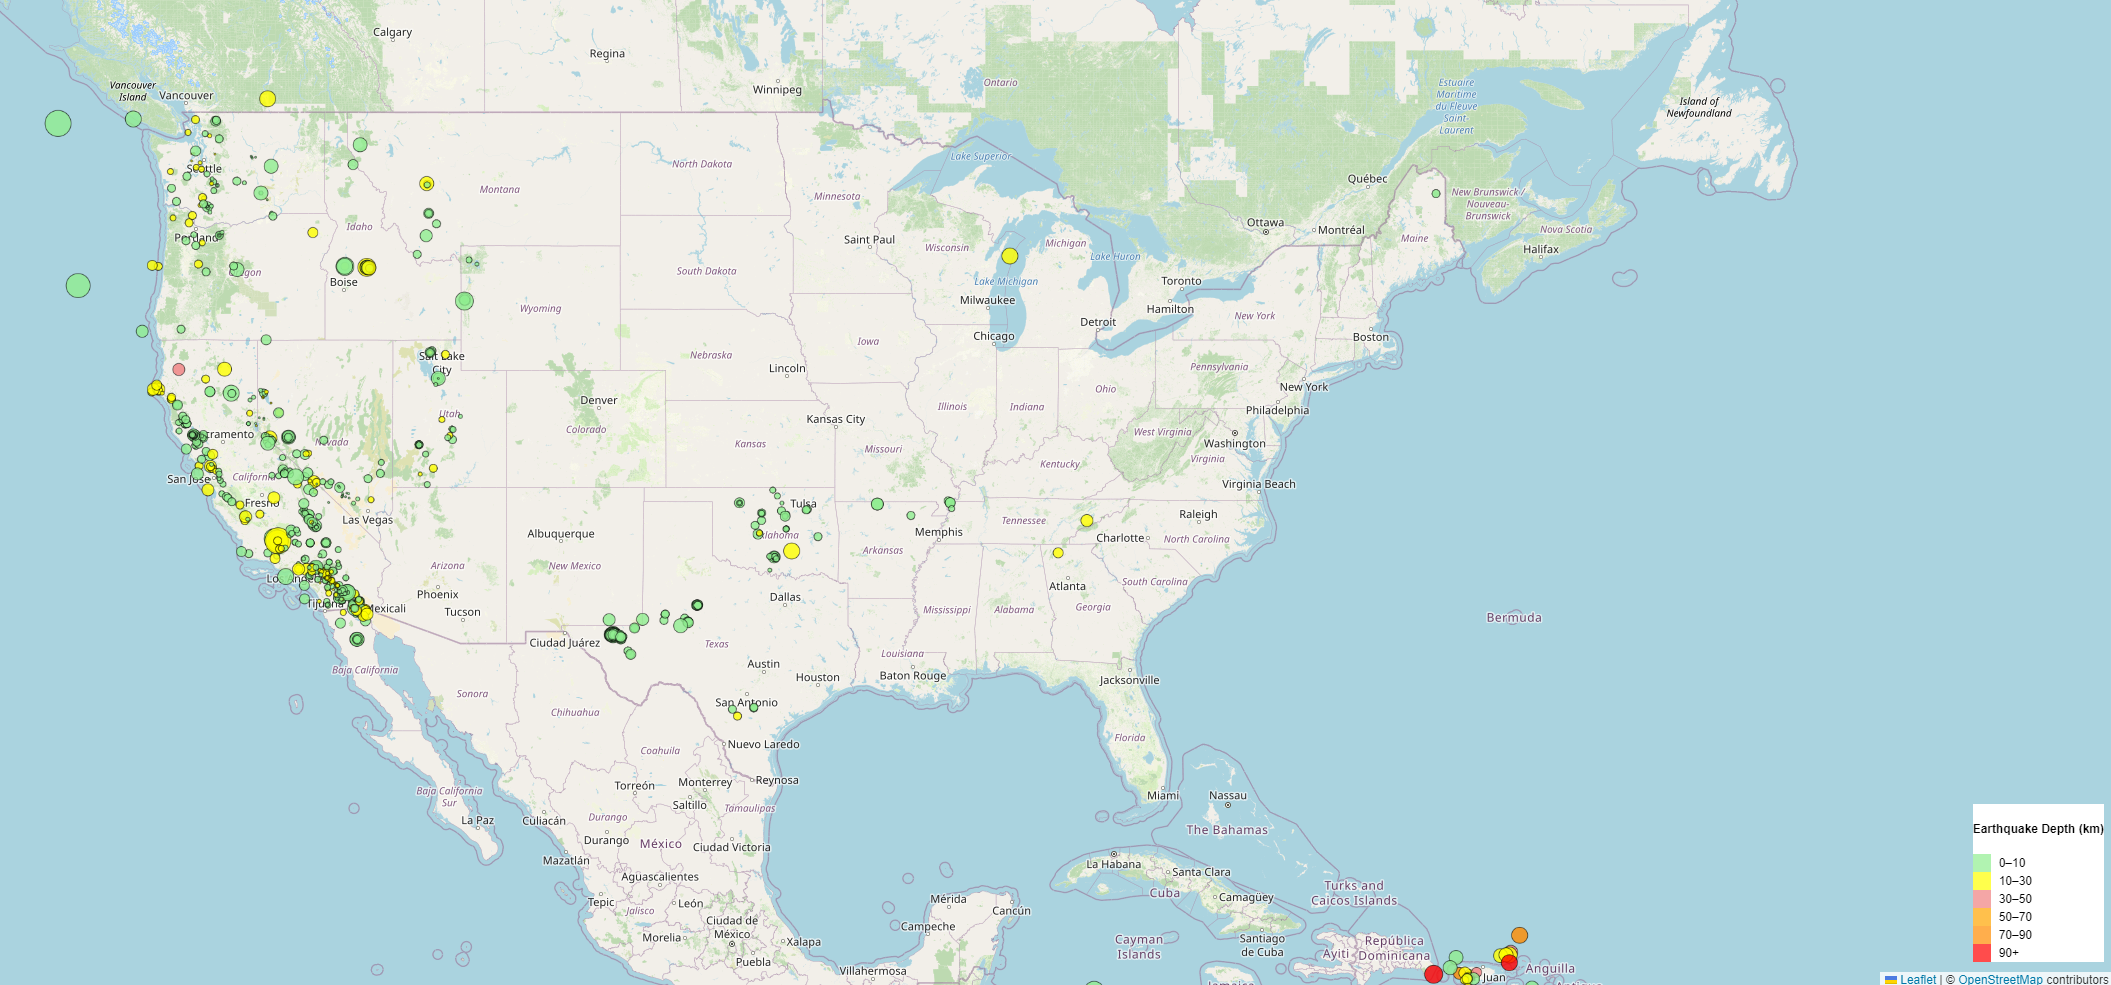 Calgary
Regina
Winnipeg
Ontario
Vancouver
Island
Vancouver
Estuaire
Maritime
du Fleuve
Saint-
Laurent
Island of
Newfoundland
Seattle
North Dakota
Lake Superior
Montana
Minnesota
Québec
New Brunswick /
Nouveau-
Brunswick
Idaho
Portland
Saint Paul
Wisconsin
Michigan
Ottawa
Montréal
Maine
Nova Scotia
Halifax
Lake Huron
South Dakota
Boise
Lake Michigan
Toronto
Milwaukee
Hamilton
Wyoming
Detroit
New York
Chicago
Boston
Iowa
Salt Lake
City
Nebraska
Lincoln
Pennsylvania
New York
Ohio
Denver
Illinois
Indiana
Philadelphia
Utah
Kansas City
Colorado
West Virginia
Nevada
Kansas
Missouri
Washington
Virginia
Kentucky
San José
California
Virginia Beach
Fresno
Tulsa
Las Vegas
Tennessee
Raleigh
Albuquerque
Memphis
Charlotte
North Carolina
Arkansas
Arizona
New Mexico
South Carolina
Atlanta
Phoenix
Dallas
Tucson
Mississippi
Alabama
Georgia
Mexicali
Bermuda
Ciudad Juárez
Texas
Louisiana
Baja California
Austin
Houston
Baton Rouge
Jacksonville
Sonora
San Antonio
Chihuahua
Nuevo Laredo
Florida
Coahuila
Torreón
Monterrey
Reynosa
Baja California
Sur
Saltillo
Tamaulipas
Miami
Nassau
La Paz
Culiacán
Durango
The Bahamas
Durango
México
Ciudad Victoria
Mazatlán
La Habana
Santa Clara
Aguascalientes
Cuba
Turks and
Caicos Islands
Camagüey
Tepic
Jalisco
León
Mérida
Cancún
Ciudad de
México
Campeche
Morelia
Xalapa
Cayman
Islands
Santiago
de Cuba
República
Dominicana
Ayiti
Puebla
Villahermosa
Anguilla
Juan
Earthquake Depth (km)
0–10
10–30
30–50
50–70
70–90
90+
Leaflet | © OpenStreetMap contributors